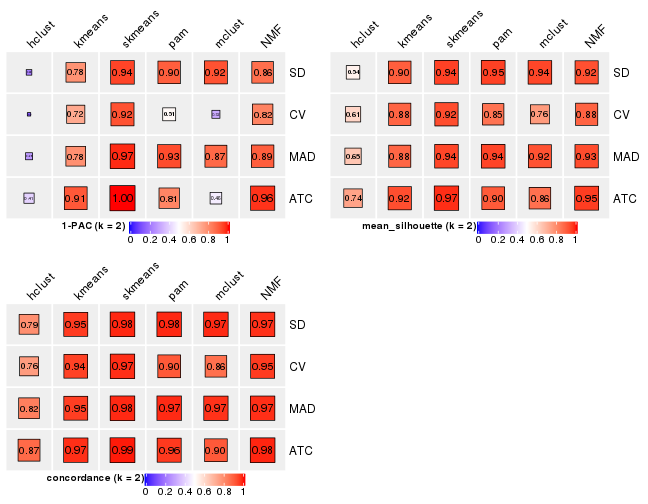 hclust kmeans skmeans pam mclust NMF
0.78 0.94 0.90 0.92 0.86 SD
0.72 0.92 0.51 0.82 CV
0.78 0.97 0.93 0.87 0.89 MAD
0.41 0.91 1.00 0.81 0.46 0.96 ATC
1-PAC (k = 2)
0 0.2 0.4 0.6 0.8 1
hclust kmeans skmeans pam mclust NMF
0.54 0.90 0.94 0.95 0.94 0.92 SD
0.61 0.88 0.92 0.85 0.76 0.88 CV
0.65 0.88 0.94 0.94 0.92 0.93 MAD
0.74 0.92 0.97 0.90 0.86 0.95 ATC
mean_silhouette (k = 2)
0 0.2 0.4 0.6 0.8 1
hclust kmeans skmeans pam mclust NMF
0.79 0.95 0.98 0.98 0.97 0.97 SD
0.76 0.94 0.97 0.90 0.86 0.95 CV
0.82 0.95 0.98 0.97 0.97 0.97 MAD
0.87 0.97 0.99 0.96 0.90 0.98 ATC
concordance (k = 2)
0 0.2 0.4 0.6 0.8 1